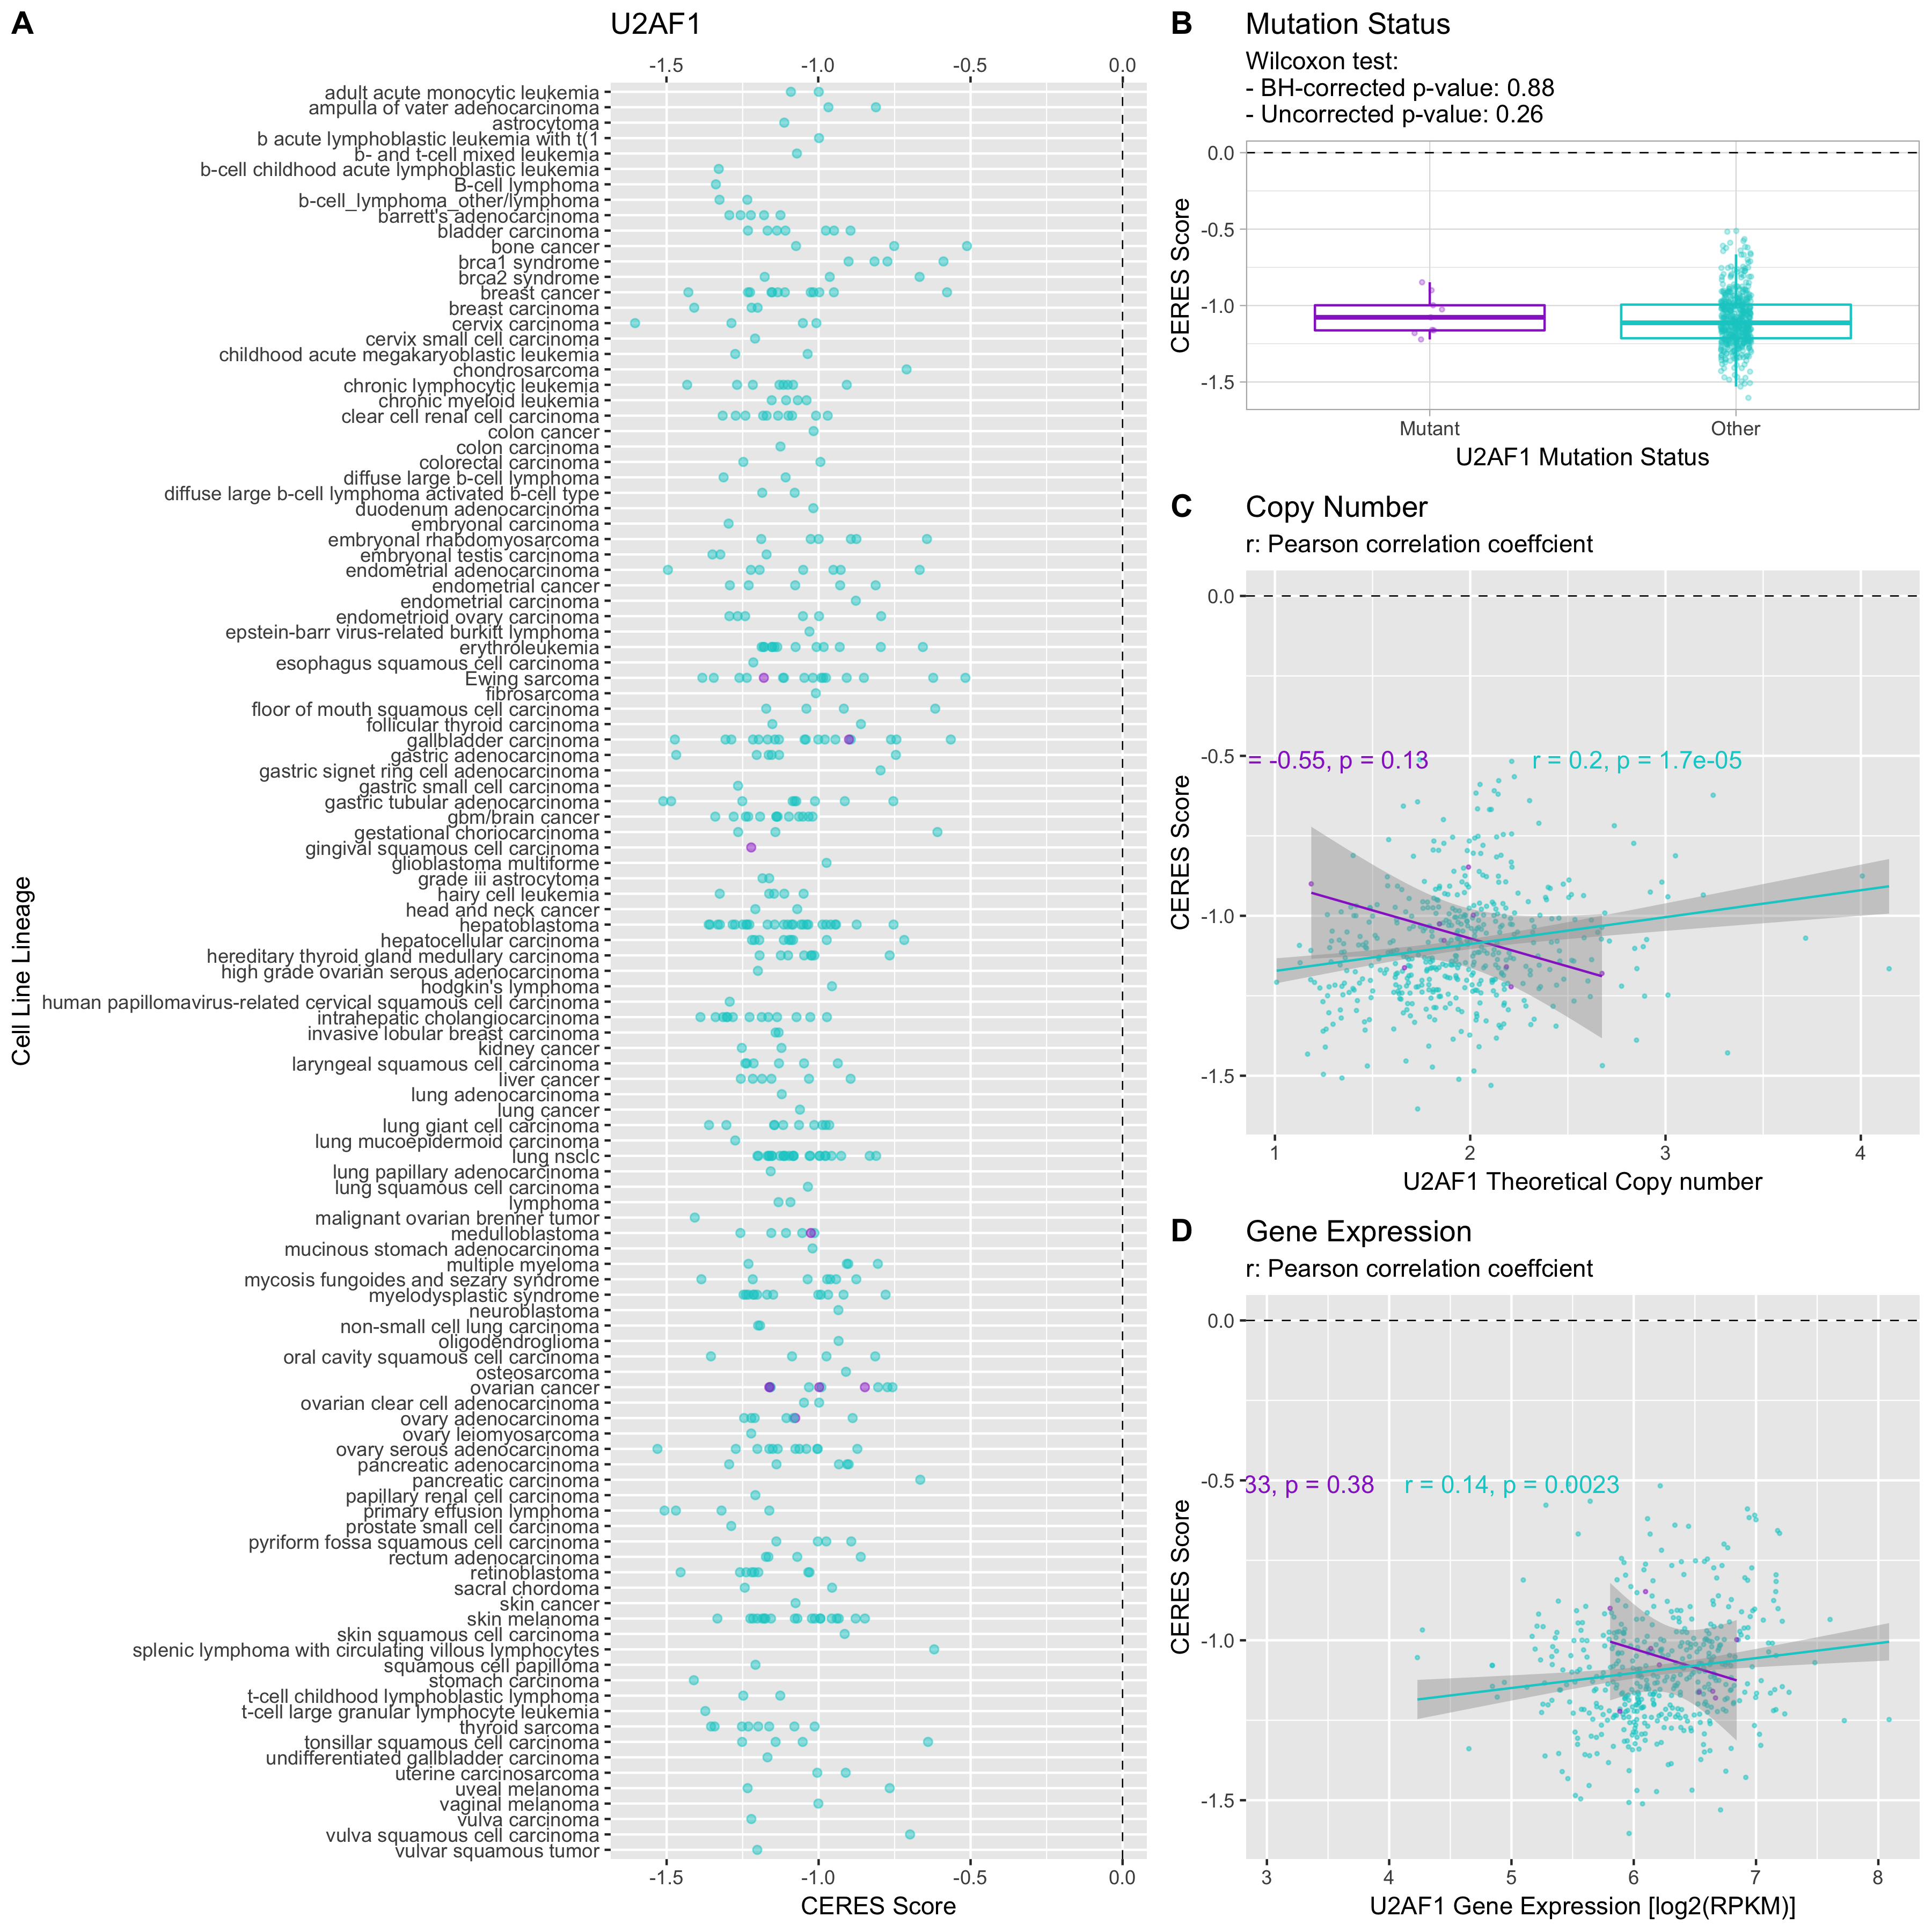 A
U2AF1
-1.5 -1.0 -0.5 0.0
adult acute monocytic leukemia
ampulla of vater adenocarcinoma
astrocytoma
b acute lymphoblastic leukemia with t(1
b- and t-cell mixed leukemia
b-cell childhood acute lymphoblastic leukemia
B-cell lymphoma
b-cell_lymphoma_other/lymphoma
barrett's adenocarcinoma
bladder carcinoma
bone cancer
brca1 syndrome
brca2 syndrome
breast cancer
breast carcinoma
cervix carcinoma
cervix small cell carcinoma
childhood acute megakaryoblastic leukemia
chondrosarcoma
chronic lymphocytic leukemia
chronic myeloid leukemia
clear cell renal cell carcinoma
colon cancer
colon carcinoma
colorectal carcinoma
diffuse large b-cell lymphoma
diffuse large b-cell lymphoma activated b-cell type
duodenum adenocarcinoma
embryonal carcinoma
embryonal rhabdomyosarcoma
embryonal testis carcinoma
endometrial adenocarcinoma
endometrial cancer
endometrial carcinoma
endometrioid ovary carcinoma
epstein-barr virus-related burkitt lymphoma
erythroleukemia
esophagus squamous cell carcinoma
Ewing sarcoma
fibrosarcoma
floor of mouth squamous cell carcinoma
follicular thyroid carcinoma
gallbladder carcinoma
gastric adenocarcinoma
gastric signet ring cell adenocarcinoma
gastric small cell carcinoma
gastric tubular adenocarcinoma
gbm/brain cancer
gestational choriocarcinoma
gingival squamous cell carcinoma
glioblastoma multiforme
grade iii astrocytoma
hairy cell leukemia
head and neck cancer
hepatoblastoma
hepatocellular carcinoma
hereditary thyroid gland medullary carcinoma
high grade ovarian serous adenocarcinoma
hodgkin's lymphoma
human papillomavirus-related cervical squamous cell carcinoma
intrahepatic cholangiocarcinoma
invasive lobular breast carcinoma
kidney cancer
laryngeal squamous cell carcinoma
liver cancer
lung adenocarcinoma
lung cancer
lung giant cell carcinoma
lung mucoepidermoid carcinoma
lung nsclc
lung papillary adenocarcinoma
lung squamous cell carcinoma
lymphoma
malignant ovarian brenner tumor
medulloblastoma
mucinous stomach adenocarcinoma
multiple myeloma
mycosis fungoides and sezary syndrome
myelodysplastic syndrome
neuroblastoma
non-small cell lung carcinoma
oligodendroglioma
oral cavity squamous cell carcinoma
osteosarcoma
ovarian cancer
ovarian clear cell adenocarcinoma
ovary adenocarcinoma
ovary leiomyosarcoma
ovary serous adenocarcinoma
pancreatic adenocarcinoma
pancreatic carcinoma
papillary renal cell carcinoma
primary effusion lymphoma
prostate small cell carcinoma
pyriform fossa squamous cell carcinoma
rectum adenocarcinoma
retinoblastoma
sacral chordoma
skin cancer
skin melanoma
skin squamous cell carcinoma
splenic lymphoma with circulating villous lymphocytes
squamous cell papilloma
stomach carcinoma
t-cell childhood lymphoblastic lymphoma
t-cell large granular lymphocyte leukemia
thyroid sarcoma
tonsillar squamous cell carcinoma
undifferentiated gallbladder carcinoma
uterine carcinosarcoma
uveal melanoma
vaginal melanoma
vulva carcinoma
vulva squamous cell carcinoma
vulvar squamous tumor
-1.5 -1.0 -0.5 0.0
CERES Score
Cell Line Lineage
B
Mutation Status
Wilcoxon test:
- BH-corrected p-value: 0.88
- Uncorrected p-value: 0.26
0.0
-0.5
-1.0
-1.5
CERES Score
Mutant Other
U2AF1 Mutation Status
C
Copy Number
r: Pearson correlation coeffcient
0.0
-0.5
-1.0
-1.5
CERES Score
= -0.55, p = 0.13 r = 0.2, p = 1.7e-05
1 2 3 4
U2AF1 Theoretical Copy number
D
Gene Expression
r: Pearson correlation coeffcient
0.0
-0.5
-1.0
-1.5
CERES Score
33, p = 0.38 r = 0.14, p = 0.0023
3 4 5 6 7 8
U2AF1 Gene Expression [log2(RPKM)]